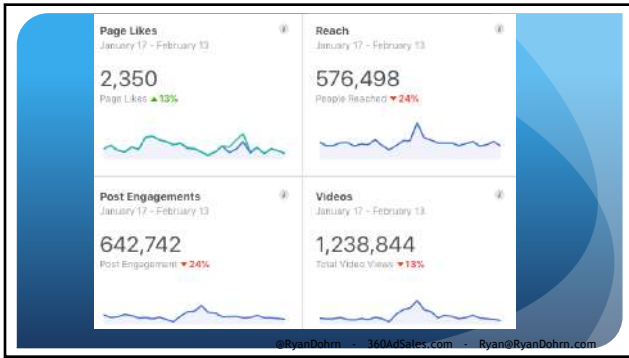 Page Likes
January 17 - February 13
2,350
Page Likes ▲13%
Reach
January 17 - February 13
576,498
People Reached ▼24%
Post Engagements
January 17 - February 13
642,742
Post Engagement ▼24%
Videos
January 17 - February 13
1,238,844
Total Video Views ▼13%
@RyanDohrn - 360AdSales.com - Ryan@RyanDohrn.com